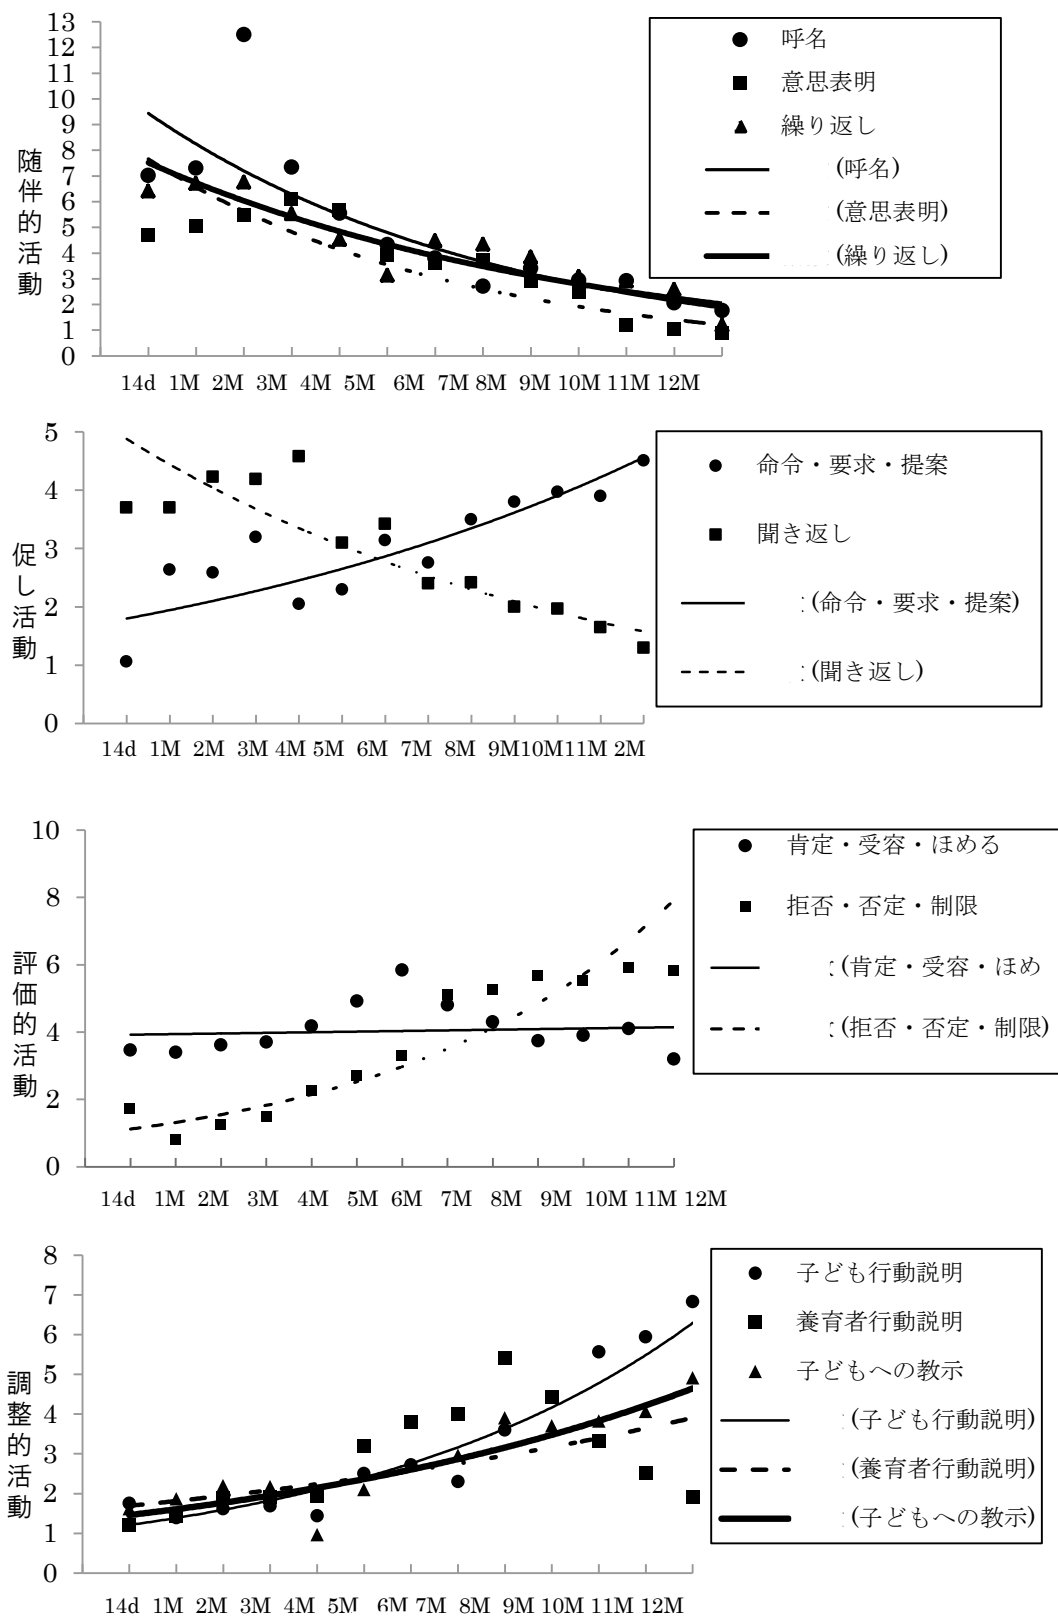 13
12
11
10
9
8
7
6
5
4
3
2
1
0
随伴的活動
14d 1M 2M 3M 4M 5M 6M 7M 8M 9M 10M 11M 12M
呼名
意思表明
繰り返し
(呼名)
(意思表明)
(繰り返し)
5
4
3
2
1
0
促し活動
14d 1M 2M 3M 4M 5M 6M 7M 8M 9M10M11M 2M
命令・要求・提案
聞き返し
: (命令・要求・提案)
: (聞き返し)
10
8
6
4
2
0
評価的活動
14d 1M 2M 3M 4M 5M 6M 7M 8M 9M 10M 11M 12M
肯定・受容・ほめる
拒否・否定・制限
: (肯定・受容・ほめ
: (拒否・否定・制限)
8
7
6
5
4
3
2
1
0
調整的活動
14d 1M 2M 3M 4M 5M 6M 7M 8M 9M 10M 11M 12M
子ども行動説明
養育者行動説明
子どもへの教示
: (子ども行動説明)
: (養育者行動説明)
: (子どもへの教示)